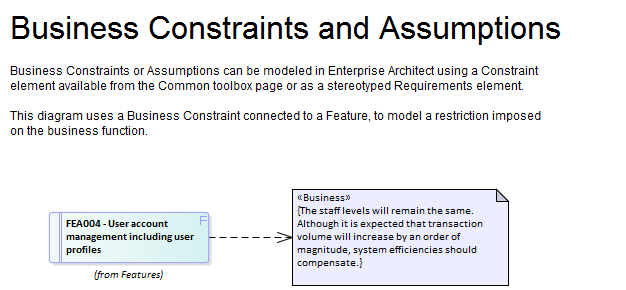 Business Constraints and Assumptions
Business Constraints or Assumptions can be modeled in Enterprise Architect using a Constraint
element available from the Common toolbox page or as a stereotyped Requirements element.
This diagram uses a Business Constraint connected to a Feature, to model a restriction imposed
on the business function.
FEA004 - User account
management including user
profiles
F
(from Features)
«Business»
{The staff levels will remain the same.
Although it is expected that transaction
volume will increase by an order of
magnitude, system efficiencies should
compensate.}